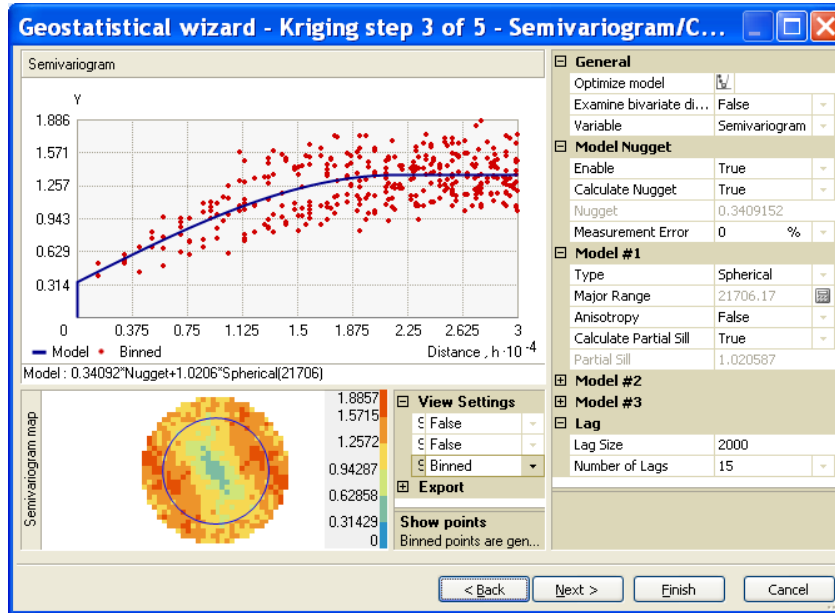 Geostatistical wizard - Kriging step 3 of 5 - Semivariogram/C...
Semivariogram
γ
1.886
1.571
1.257
0.943
0.629
0.314
0 0.375 0.75 1.125 1.5 1.875 2.25 2.625 3
Model Binned Distance , h ·10 -4
Model : 0.34092*Nugget+1.0206*Spherical(21706)
Semivariogram map
1.8857
1.5715
1.2572
0.94287
0.62858
0.31429
0
View Settings
S False
S False
S Binned
Export
Show points
Binned points are gen...
General
Optimize model
Examine bivariate di... False
Variable Semivariogram
Model Nugget
Enable True
Calculate Nugget True
Nugget 0.3409152
Measurement Error 0 %
Model #1
Type Spherical
Major Range 21706.17
Anisotropy False
Calculate Partial Sill True
Partial Sill 1.020587
Model #2
Model #3
Lag
Lag Size 2000
Number of Lags 15
< Back Next > Finish Cancel